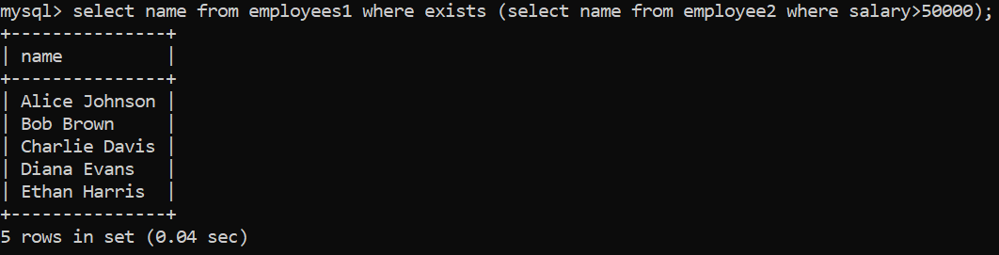 mysql> select name from employees1 where exists (select name from employee2 where salary>50000);
+---------------+
| name          |
+---------------+
| Alice Johnson |
| Bob Brown     |
| Charlie Davis |
| Diana Evans   |
| Ethan Harris  |
+---------------+
5 rows in set (0.04 sec)